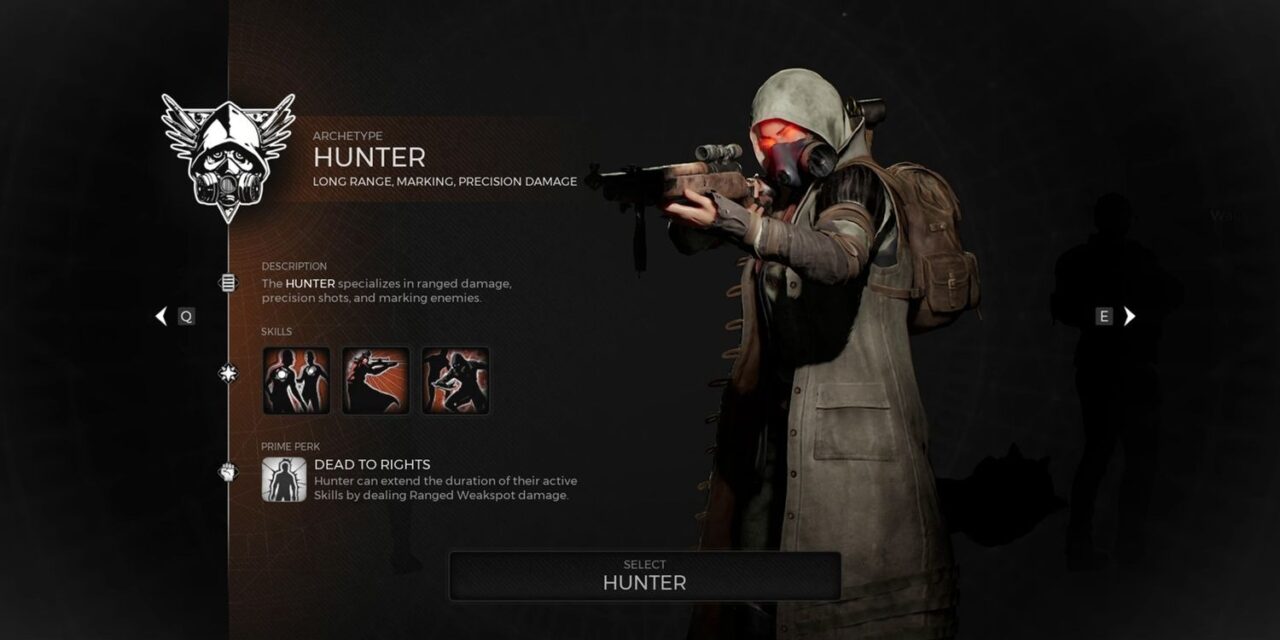 ARCHETYPE
HUNTER
LONG RANGE, MARKING, PRECISION DAMAGE
DESCRIPTION
The HUNTER specializes in ranged damage,
precision shots, and marking enemies.
SKILLS
Q
E
PRIME PERK
DEAD TO RIGHTS
Hunter can extend the duration of their active
Skills by dealing Ranged Weakspot damage.
SELECT
HUNTER